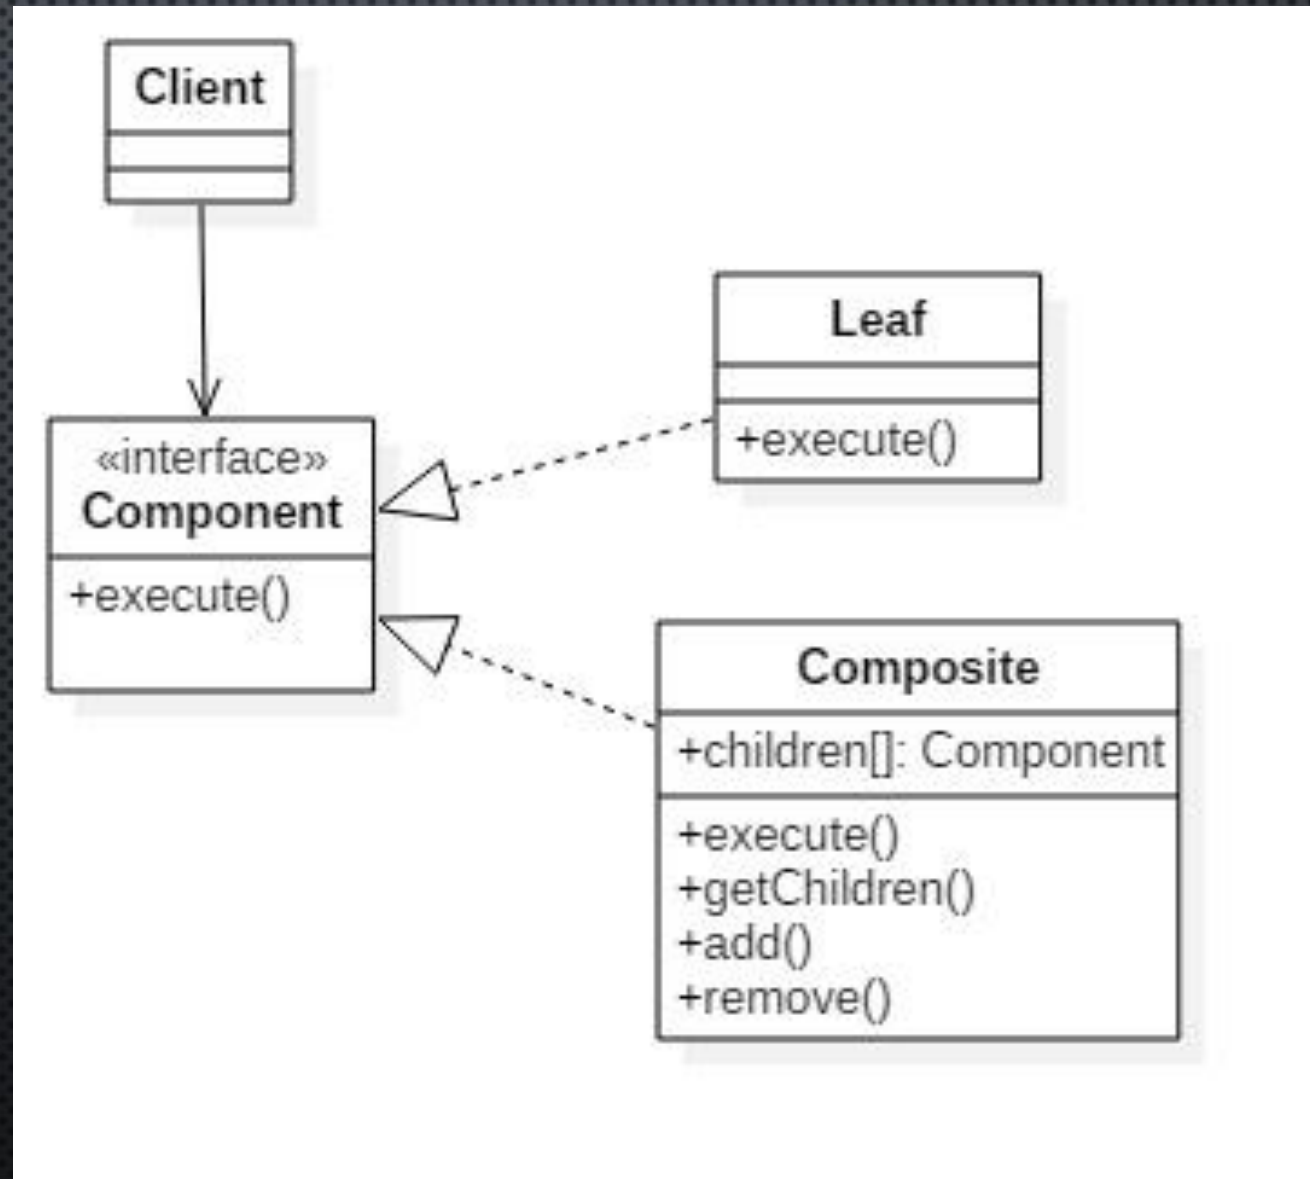 Client
«interface»
Component
+execute()
Leaf
+execute()
Composite
+children[]: Component
+execute()
+getChildren()
+add()
+remove()